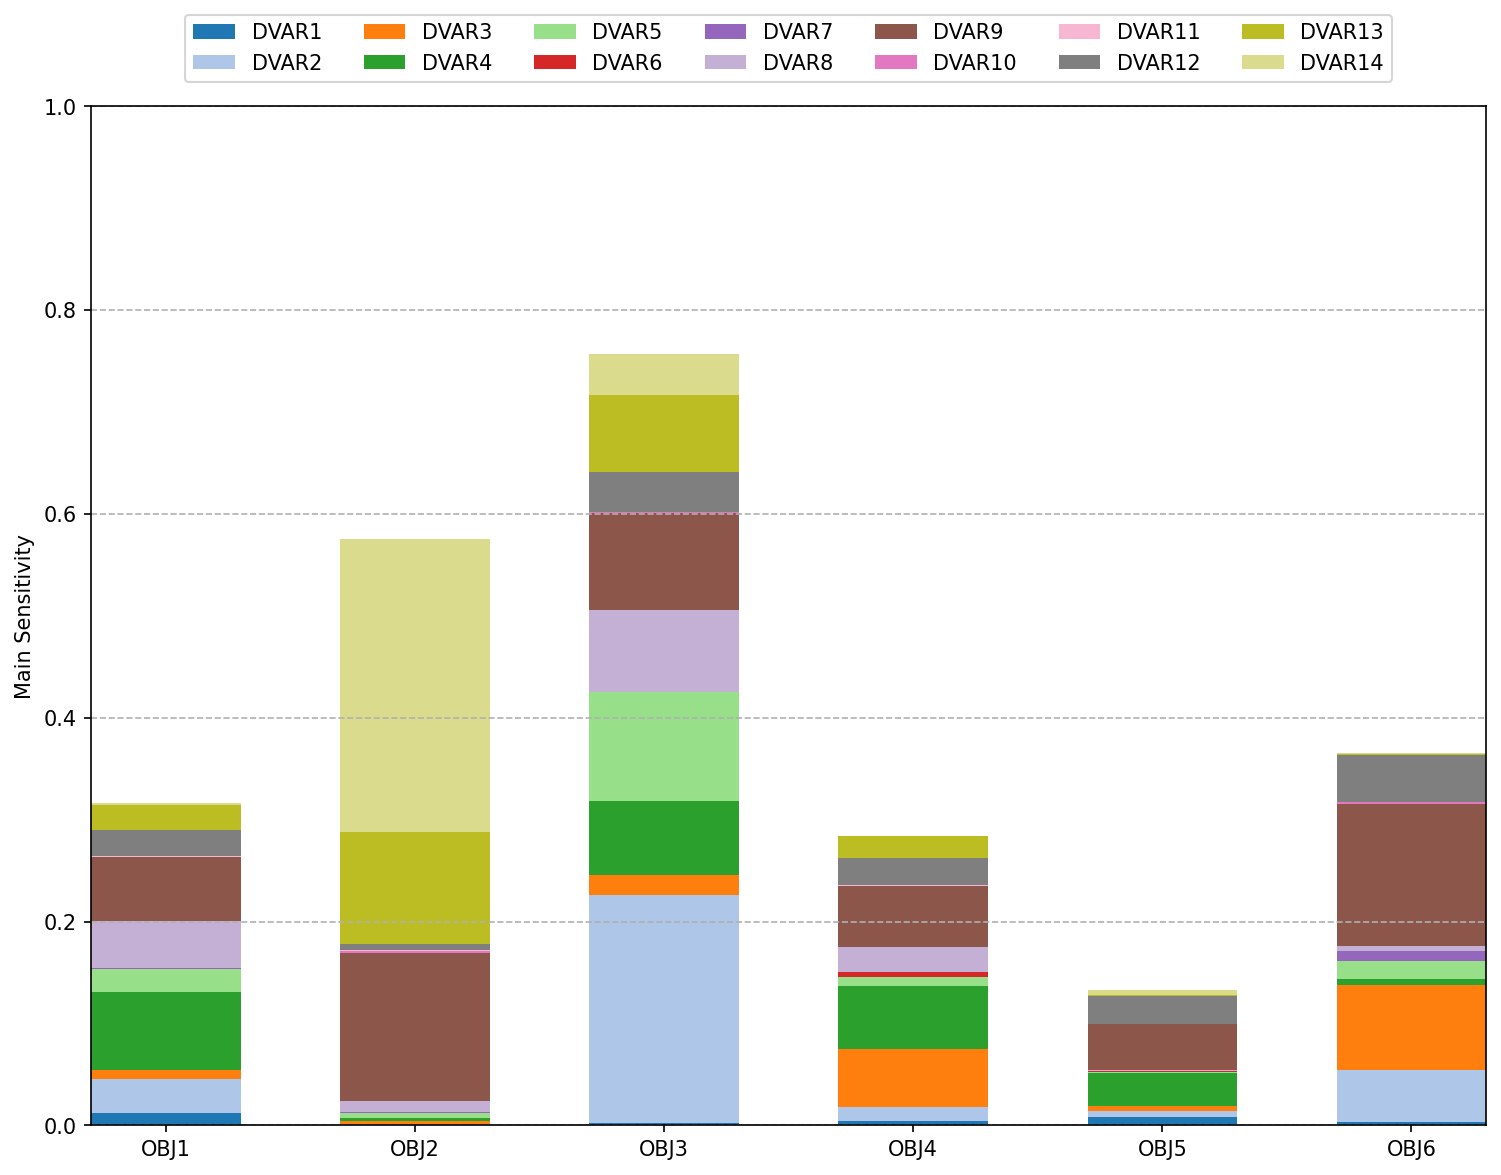 DVAR1 DVAR3 DVAR5 DVAR7 DVAR9 DVAR11 DVAR13
DVAR2 DVAR4 DVAR6 DVAR8 DVAR10 DVAR12 DVAR14
1.0
0.8
0.6
0.4
0.2
0.0
Main Sensitivity
OBJ1 OBJ2 OBJ3 OBJ4 OBJ5 OBJ6